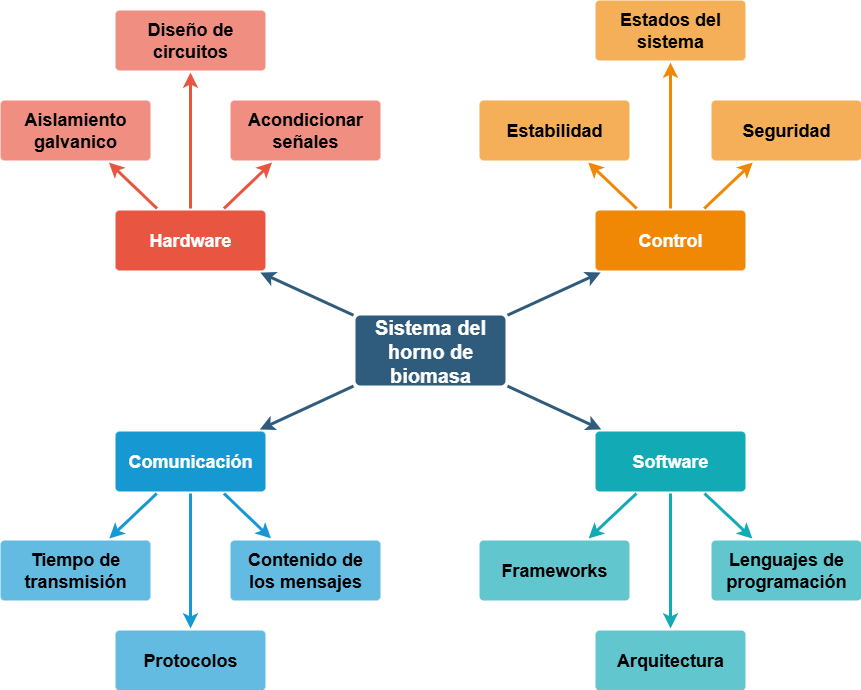 Diseño de
circuitos
Aislamiento
galvanico
Acondicionar
señales
Hardware
Estados del
sistema
Estabilidad
Seguridad
Control
Sistema del
horno de
biomasa
Comunicación
Tiempo de
transmisión
Contenido de
los mensajes
Protocolos
Software
Frameworks
Lenguajes de
programación
Arquitectura